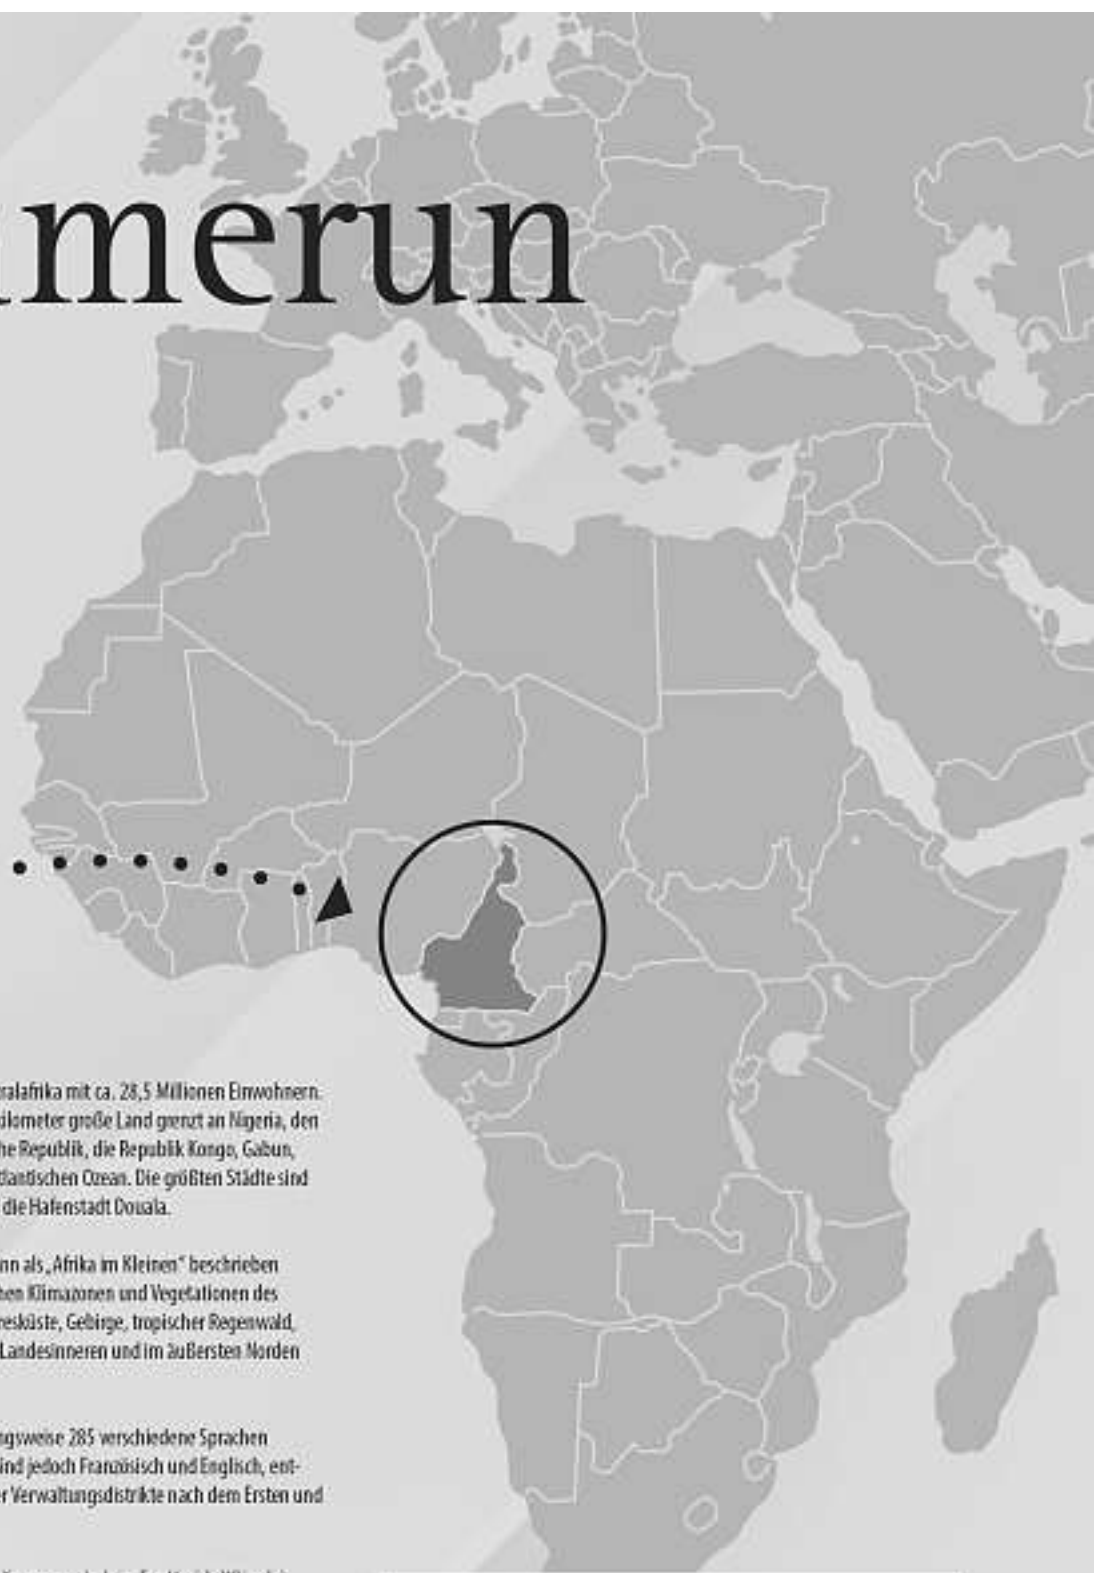 merun
ralafrika mit ca. 28,5 Millionen Einwohnern.
kilometer große Land grenzt an Nigeria, den
he Republik, die Republik Kongo, Gabun,
tlantischen Ozean. Die größten Städte sind
die Hafenstadt Douala.
nn als „Afrika im Kleinen“ beschrieben
hen Klimazonen und Vegetationen des
resküste, Gebirge, tropischer Regenwald,
Landesinneren und im äußersten Norden
ngsweise 285 verschiedene Sprachen
ind jedoch Französisch und Englisch, ent-
er Verwaltungsdistrikte nach dem Ersten und